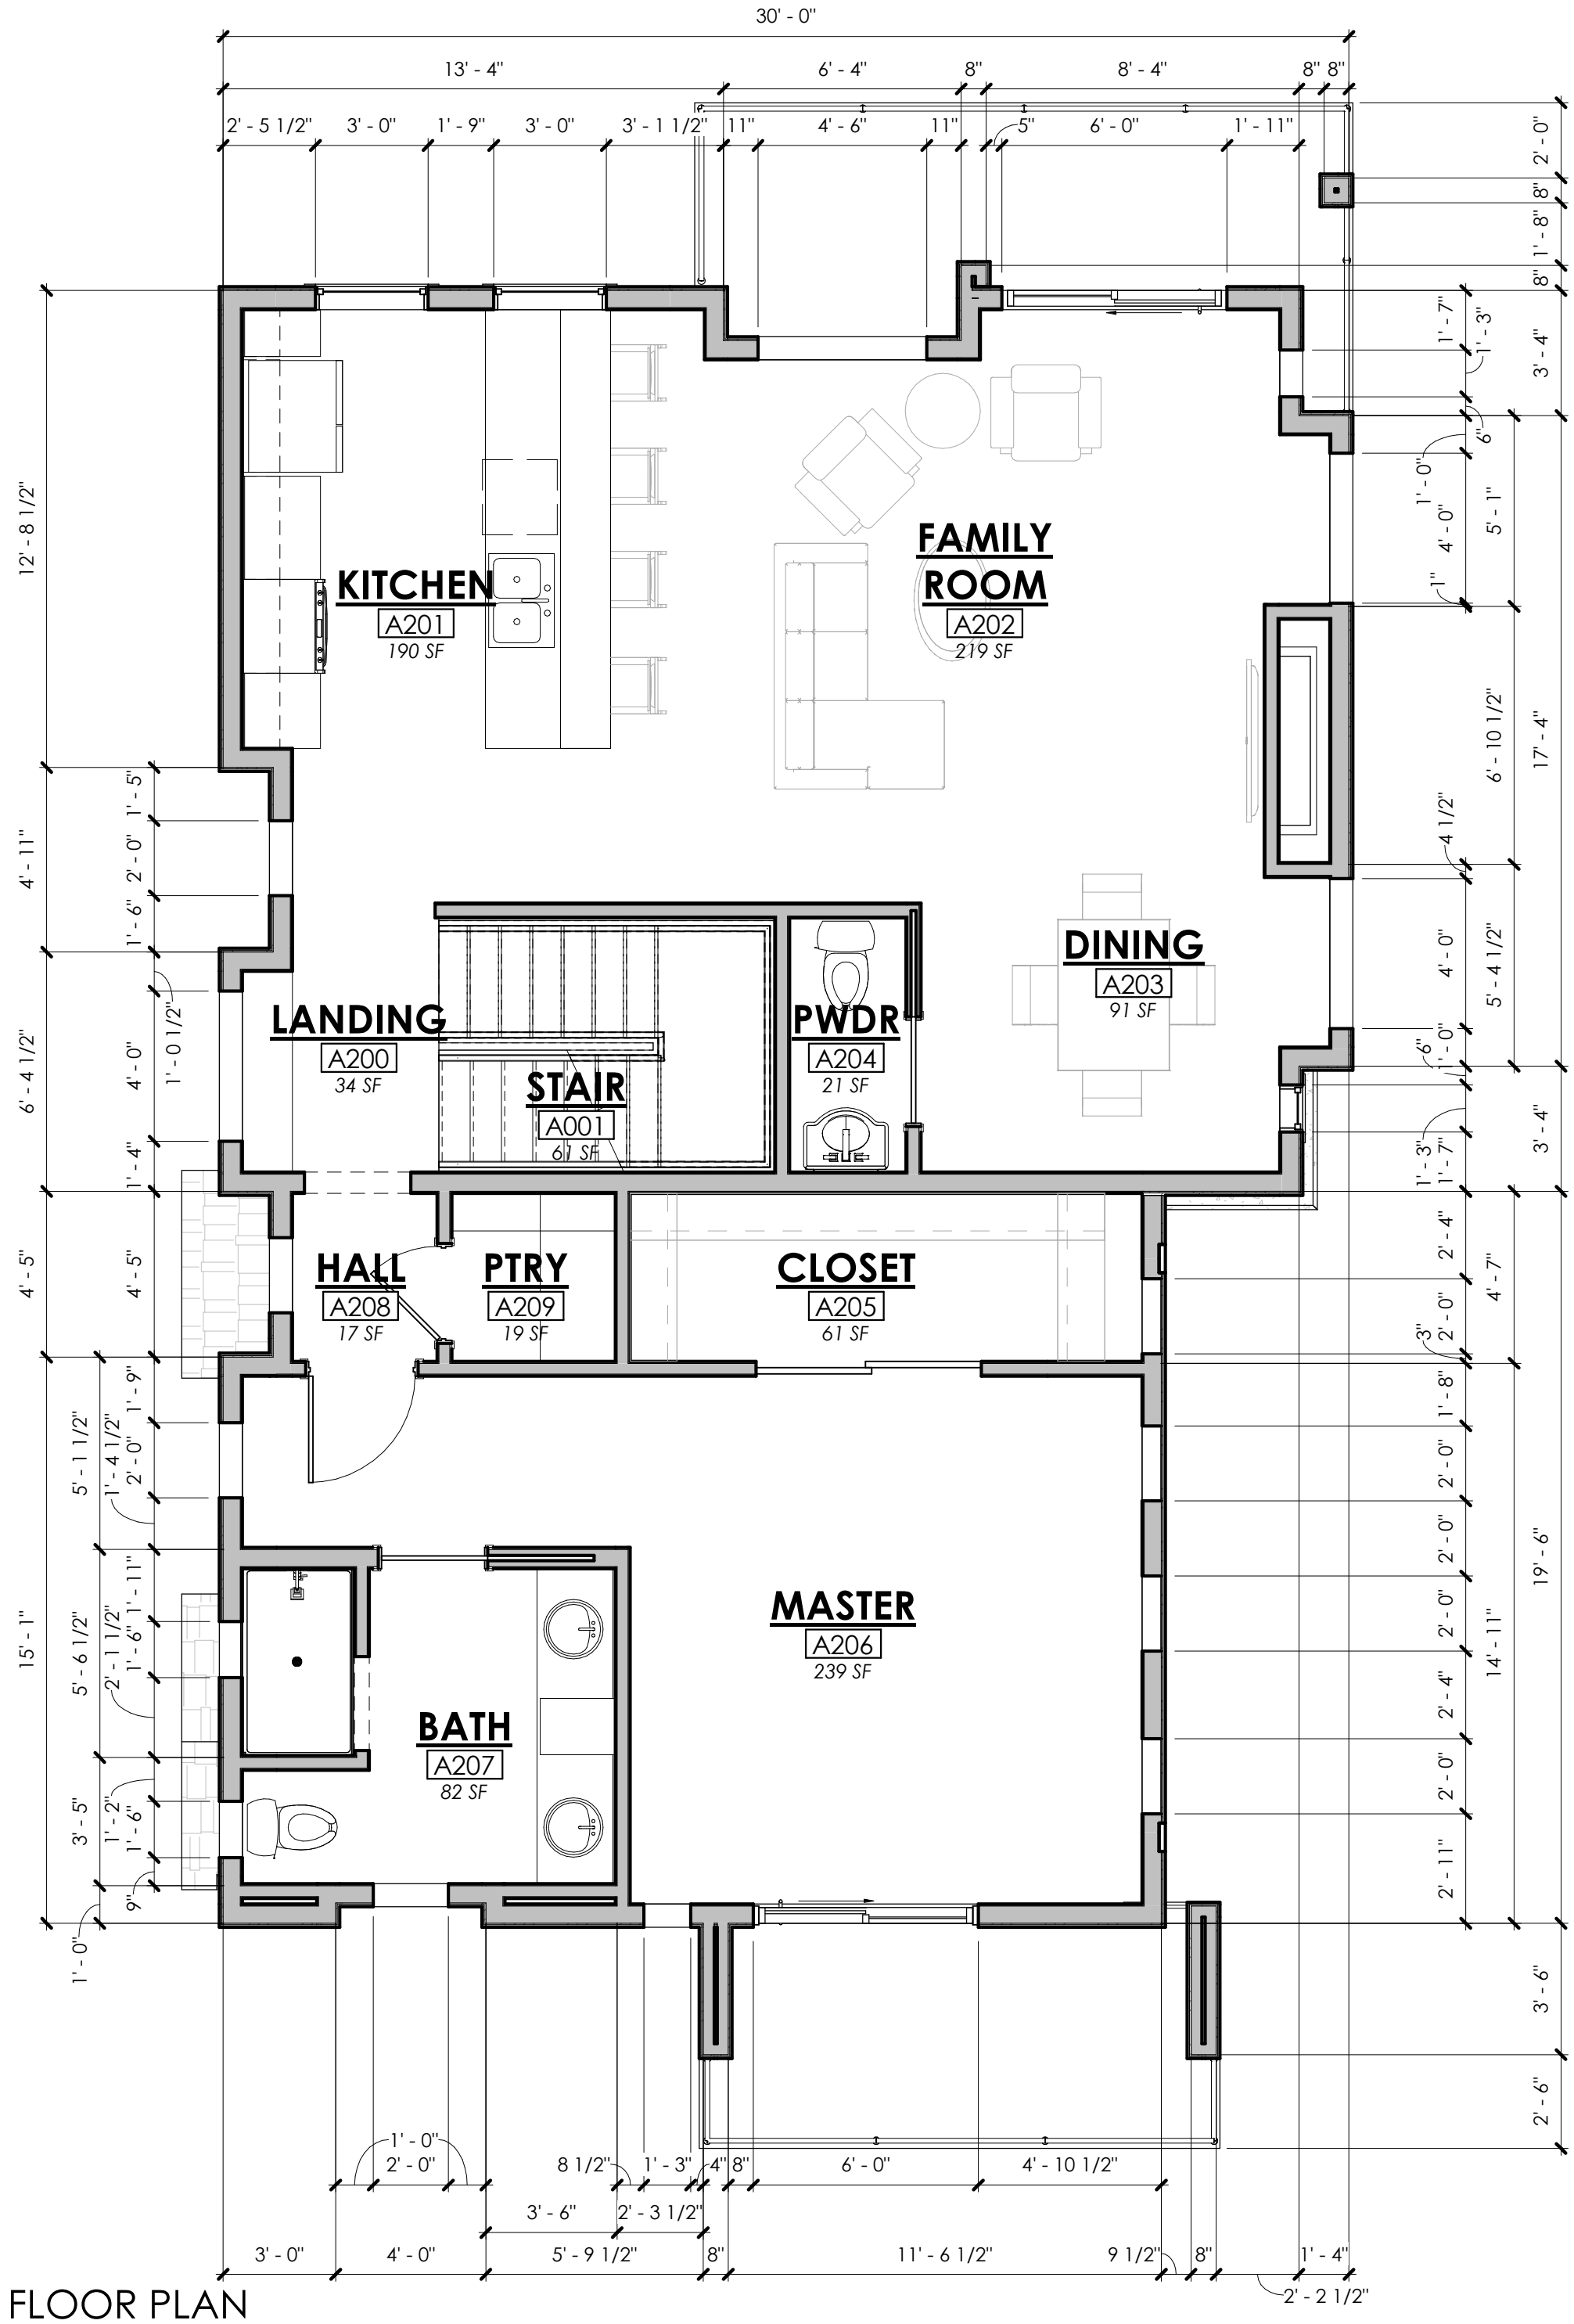 30' - 0"
13' - 4"
6' - 4"
8"
8' - 4"
8"
8"
2' - 5 1/2"
3' - 0"
1' - 9"
3' - 0"
3' - 1 1/2"
11"
4' - 6"
11"
5"
6' - 0"
1' - 11"
2' - 0"
8"
1' - 8"
8"
3' - 4"
17' - 4"
3' - 4"
19' - 6"
3' - 6"
2' - 6"
1' - 7"
1' - 3"
6"
1' - 0"
4' - 0"
1"
5' - 1"
6' - 10 1/2"
4 1/2"
4' - 0"
5' - 4 1/2"
1' - 0"
6"
1' - 3"
1' - 7"
2' - 4"
2' - 0"
3"
4' - 7"
1' - 8"
2' - 0"
2' - 0"
2' - 0"
2' - 4"
2' - 0"
2' - 11"
14' - 11"
12' - 8 1/2"
4' - 11"
6' - 4 1/2"
4' - 5"
15' - 1"
1' - 5"
2' - 0"
1' - 6"
1' - 0 1/2"
4' - 0"
1' - 4"
4' - 5"
1' - 9"
2' - 0"
1' - 4 1/2"
5' - 1 1/2"
1' - 11"
1' - 6"
2' - 1 1/2"
5' - 6 1/2"
1' - 2"
1' - 6"
9"
3' - 5"
1' - 0"
KITCHEN
A201
190 SF
FAMILY
ROOM
A202
219 SF
DINING
A203
91 SF
LANDING
A200
34 SF
STAIR
A001
61 SF
PWDR
A204
21 SF
HALL
A208
17 SF
PTRY
A209
19 SF
CLOSET
A205
61 SF
MASTER
A206
239 SF
BATH
A207
82 SF
1' - 0"
2' - 0"
8 1/2"
1' - 3"
4"
8"
6' - 0"
4' - 10 1/2"
3' - 6"
2' - 3 1/2"
3' - 0"
4' - 0"
5' - 9 1/2"
8"
11' - 6 1/2"
9 1/2"
8"
1' - 4"
2' - 2 1/2"
FLOOR PLAN